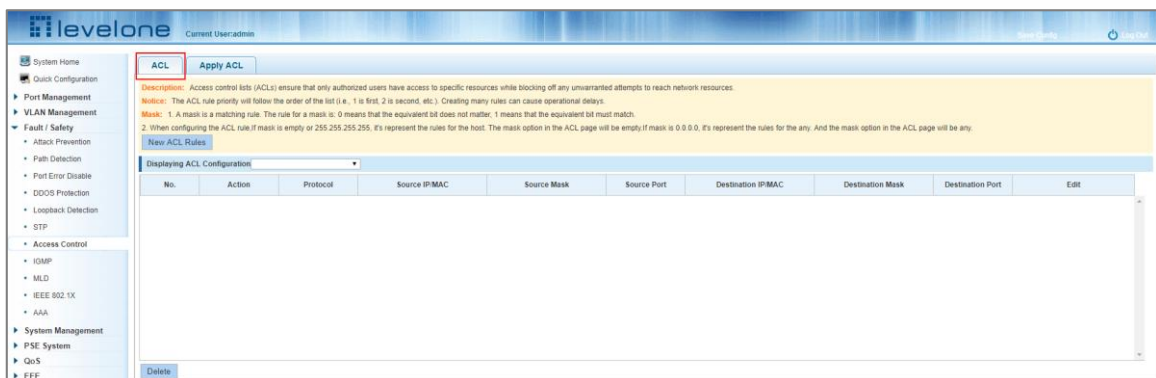 levelone
Current User:admin
Save Config
Log Out
System Home
Quick Configuration
Port Management
VLAN Management
Fault / Safety
Attack Prevention
Path Detection
Port Error Disable
DDOS Protection
Loopback Detection
STP
Access Control
IGMP
MLD
IEEE 802.1X
AAA
System Management
PSE System
QoS
EEE
ACL
Apply ACL
Description: Access control lists (ACLs) ensure that only authorized users have access to specific resources while blocking off any unwarranted attempts to reach network resources.
Notice: The ACL rule priority will follow the order of the list (i.e., 1 is first, 2 is second, etc.). Creating many rules can cause operational delays.
Mask: 1. A mask is a matching rule. The rule for a mask is: 0 means that the equivalent bit does not matter, 1 means that the equivalent bit must match.
2. When configuring the ACL rule,If mask is empty or 255.255.255.255, it's represent the rules for the host. The mask option in the ACL page will be empty.If mask is 0.0.0.0, it's represent the rules for the any. And the mask option in the ACL page will be any.
New ACL Rules
Displaying ACL Configuration
No. Action Protocol Source IP/MAC Source Mask Source Port Destination IP/MAC Destination Mask Destination Port Edit
Delete